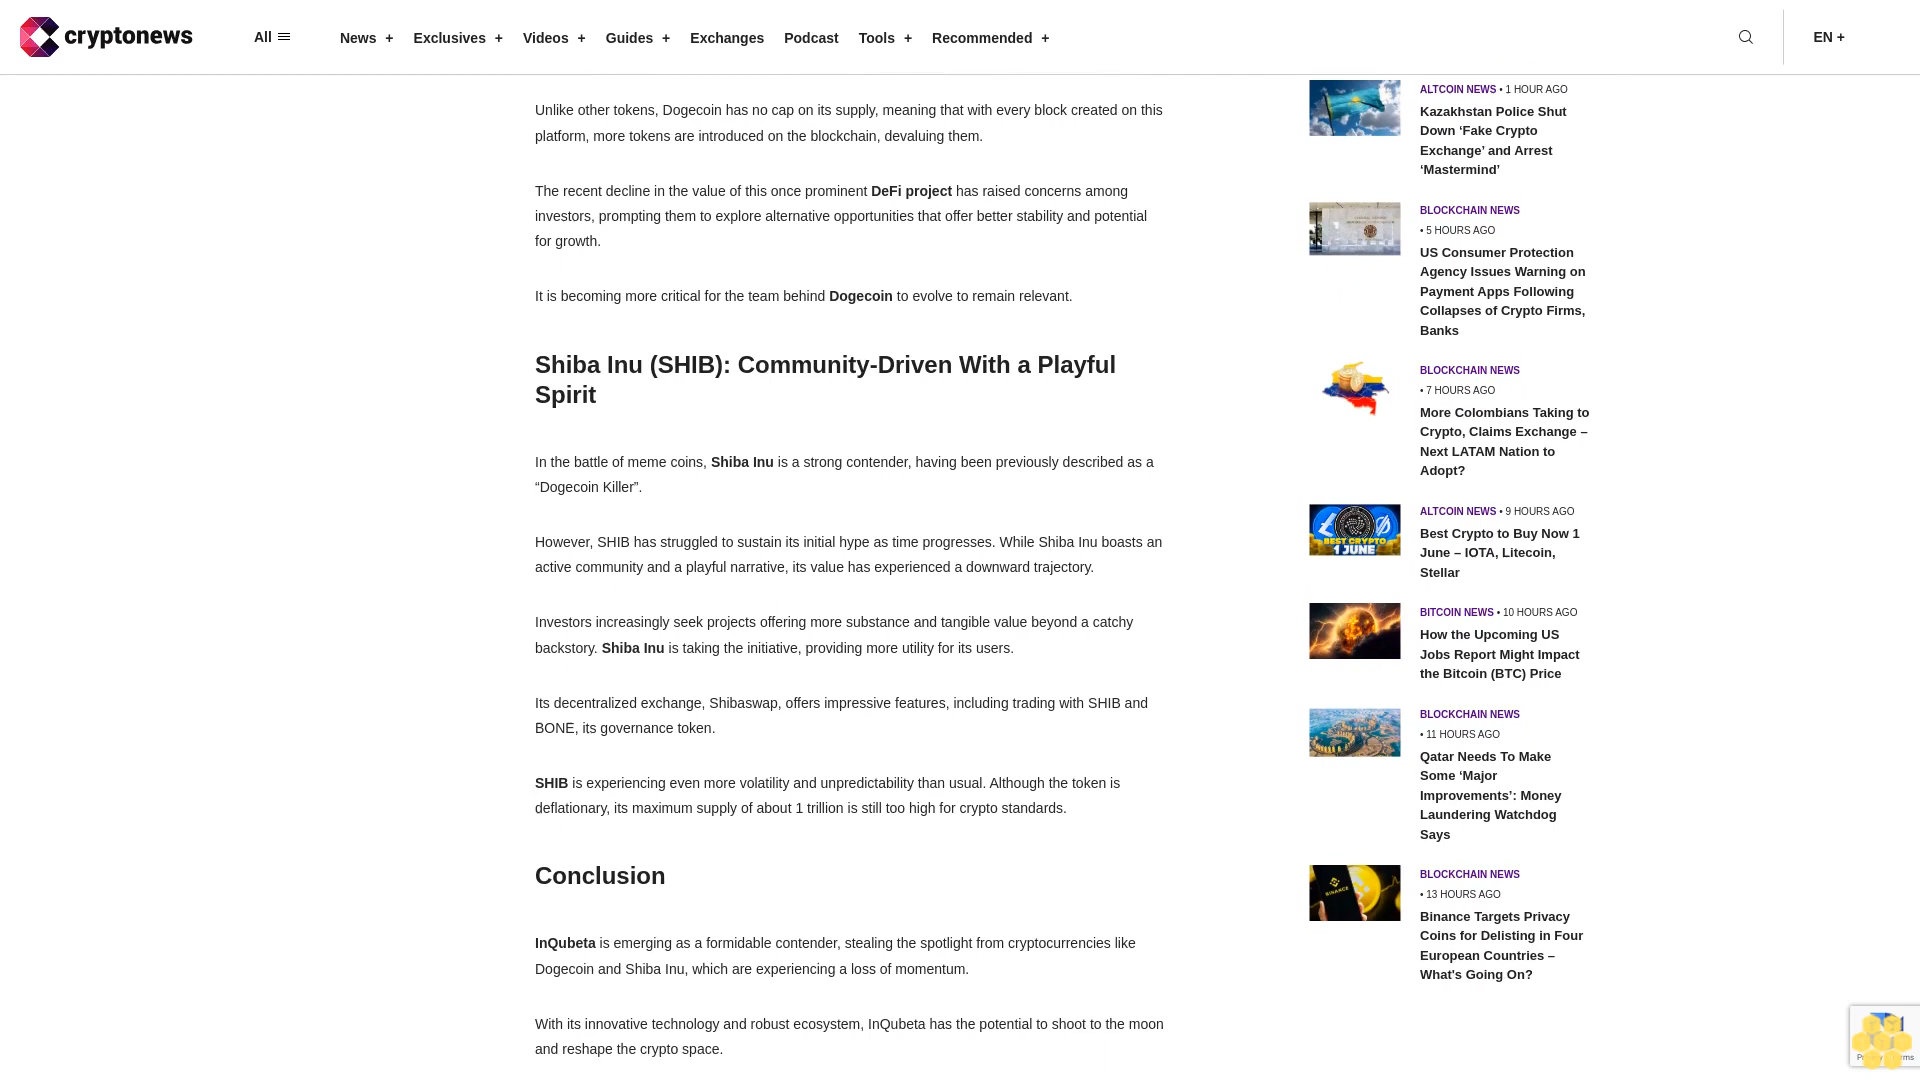 cryptonews
All
News +
Exclusives +
Videos +
Guides +
Exchanges
Podcast
Tools +
Recommended +
EN +
Unlike other tokens, Dogecoin has no cap on its supply, meaning that with every block created on this
platform, more tokens are introduced on the blockchain, devaluing them.
The recent decline in the value of this once prominent DeFi project has raised concerns among
investors, prompting them to explore alternative opportunities that offer better stability and potential
for growth.
It is becoming more critical for the team behind Dogecoin to evolve to remain relevant.
Shiba Inu (SHIB): Community-Driven With a Playful
Spirit
In the battle of meme coins, Shiba Inu is a strong contender, having been previously described as a
“Dogecoin Killer”.
However, SHIB has struggled to sustain its initial hype as time progresses. While Shiba Inu boasts an
active community and a playful narrative, its value has experienced a downward trajectory.
Investors increasingly seek projects offering more substance and tangible value beyond a catchy
backstory. Shiba Inu is taking the initiative, providing more utility for its users.
Its decentralized exchange, Shibaswap, offers impressive features, including trading with SHIB and
BONE, its governance token.
SHIB is experiencing even more volatility and unpredictability than usual. Although the token is
deflationary, its maximum supply of about 1 trillion is still too high for crypto standards.
Conclusion
InQubeta is emerging as a formidable contender, stealing the spotlight from cryptocurrencies like
Dogecoin and Shiba Inu, which are experiencing a loss of momentum.
With its innovative technology and robust ecosystem, InQubeta has the potential to shoot to the moon
and reshape the crypto space.
ALTCOIN NEWS • 1 HOUR AGO
Kazakhstan Police Shut
Down ‘Fake Crypto
Exchange’ and Arrest
‘Mastermind’
BLOCKCHAIN NEWS
• 5 HOURS AGO
US Consumer Protection
Agency Issues Warning on
Payment Apps Following
Collapses of Crypto Firms,
Banks
BLOCKCHAIN NEWS
• 7 HOURS AGO
More Colombians Taking to
Crypto, Claims Exchange –
Next LATAM Nation to
Adopt?
BEST CRYPTO
1 JUNE
ALTCOIN NEWS • 9 HOURS AGO
Best Crypto to Buy Now 1
June – IOTA, Litecoin,
Stellar
BITCOIN NEWS • 10 HOURS AGO
How the Upcoming US
Jobs Report Might Impact
the Bitcoin (BTC) Price
BLOCKCHAIN NEWS
• 11 HOURS AGO
Qatar Needs To Make
Some ‘Major
Improvements’: Money
Laundering Watchdog
Says
BINANCE
BLOCKCHAIN NEWS
• 13 HOURS AGO
Binance Targets Privacy
Coins for Delisting in Four
European Countries –
What's Going On?